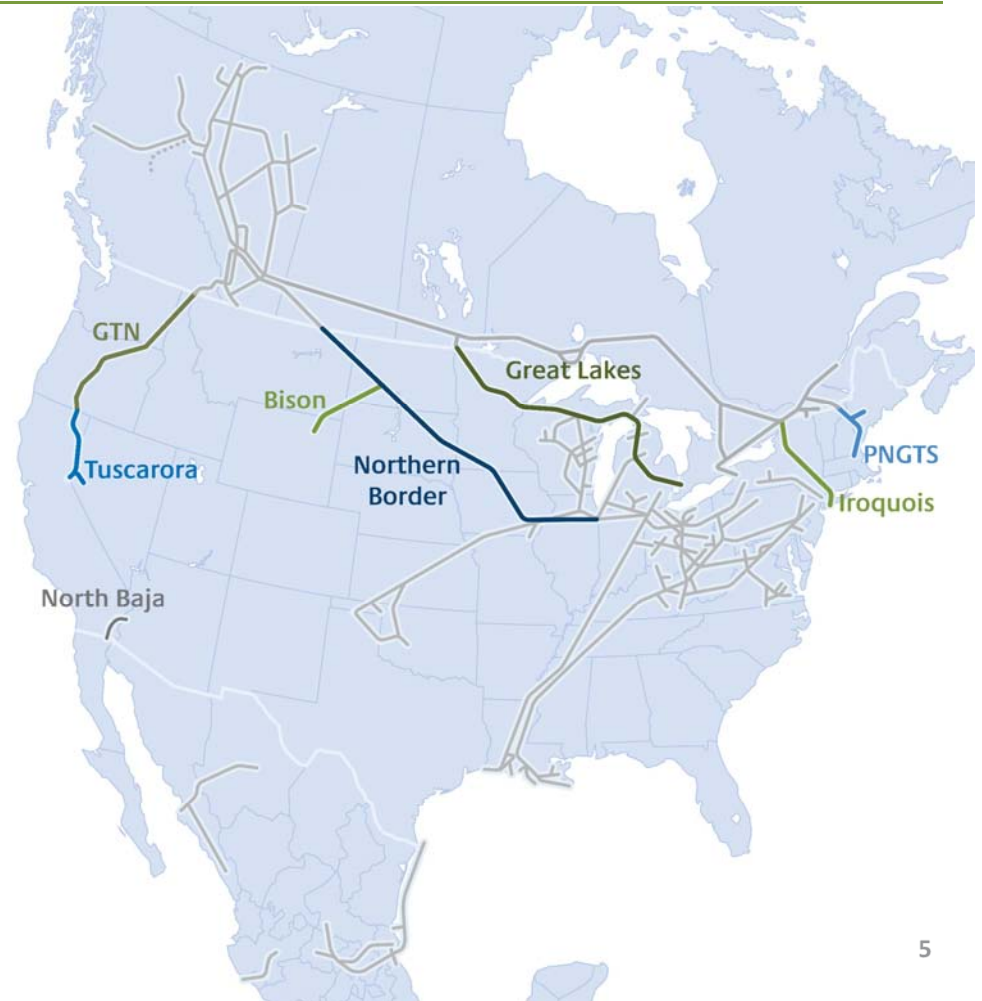 GTN
Great Lakes
Bison
Northern
Border
Tuscarora
PNGTS
Iroquois
North Baja
5